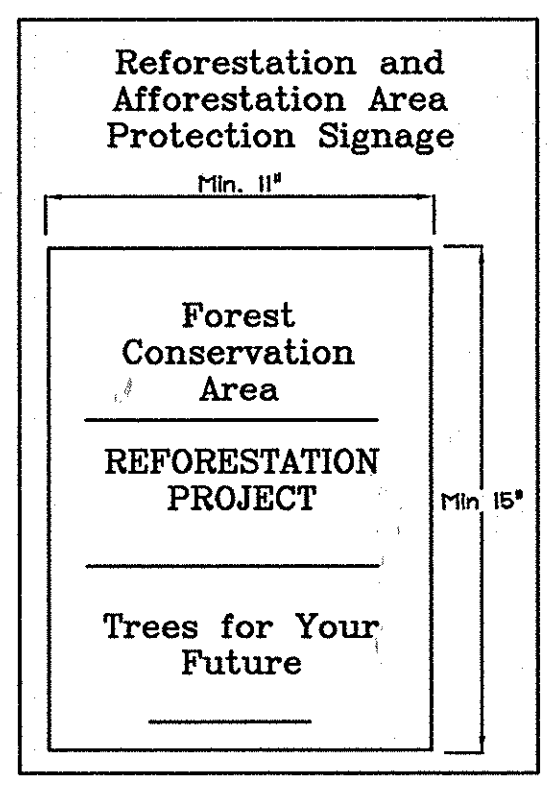 Reforestation and
Afforestation Area
Protection Signage
Min. 11"
Forest
Conservation
Area
REFORESTATION
PROJECT
Min 15"
Trees for Your
Future